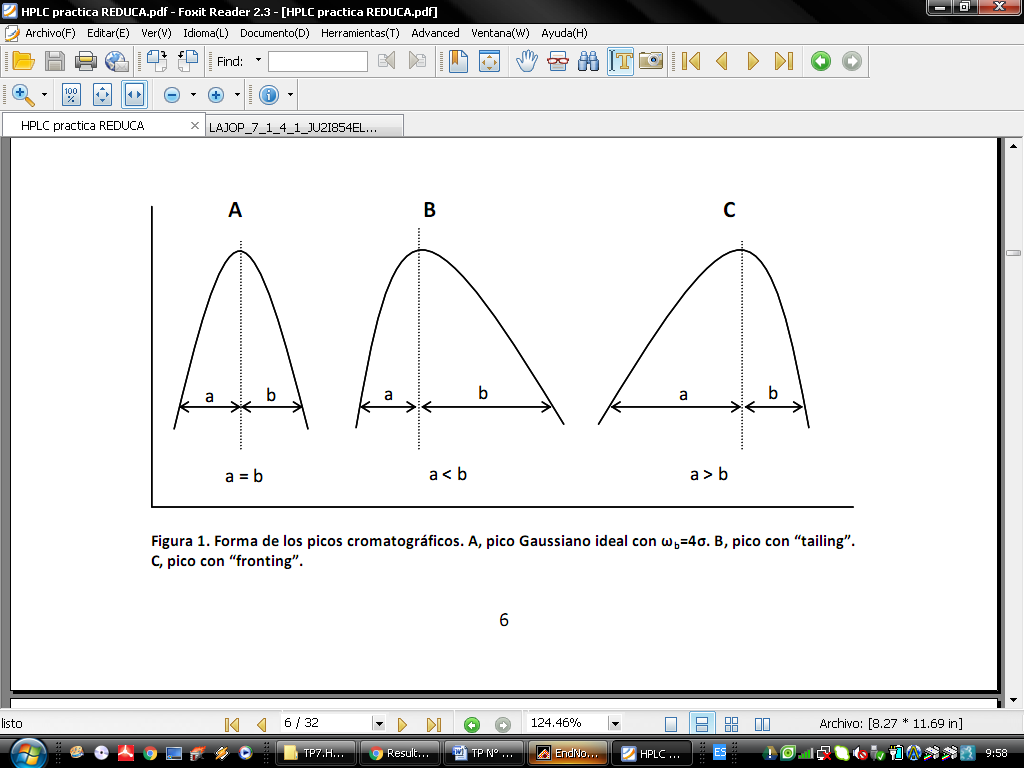 HPLC practica REDUCA.pdf - Foxit Reader 2.3 - [HPLC practica REDUCA.pdf]
Archivo(F) Editar(E) Ver(V) Idioma(L) Documento(D) Herramientas(T) Advanced Ventana(W) Ayuda(H)
Find:
100 %
HPLC practica REDUCA
LAJOP_7_1_4_1_JU2I854EL...
A B C
a b a b a b
a = b a < b a > b
Figura 1. Forma de los picos cromatográficos. A, pico Gaussiano ideal con ωb=4σ. B, pico con “tailing”.
C, pico con “fronting”.
6
listo 6 / 32 124.46% Archivo: [8.27 * 11.69 in]
TP7.H... Result... TP N° ... EndNo... HPLC ... ES 9:58